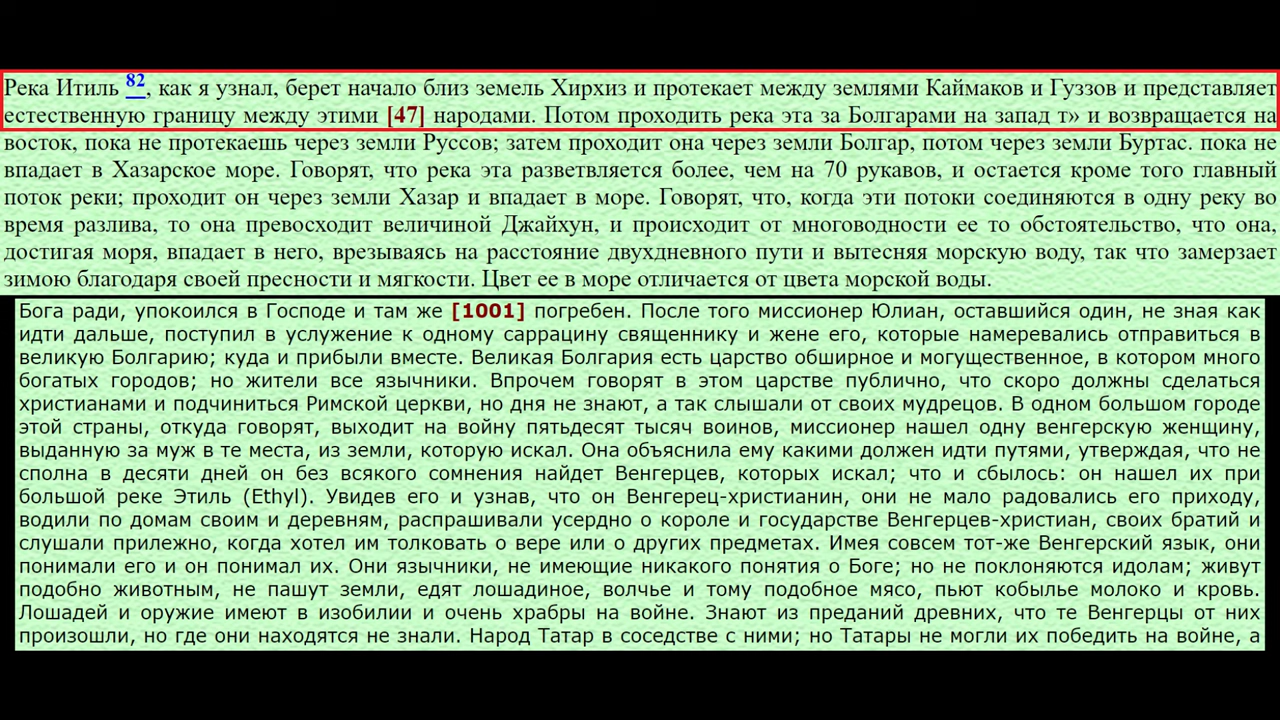 Река Итиль 82, как я узнал, берет начало близ земель Хирхиз и протекает между землями Каймаков и Гуззов и представляет
естественную границу между этими [47] народами. Потом проходить река эта за Болгарами на запад т» и возвращается на
восток, пока не протекаешь через земли Руссов; затем проходит она через земли Болгар, потом через земли Буртас. пока не
впадает в Хазарское море. Говорят, что река эта разветвляется более, чем на 70 рукавов, и остается кроме того главный
поток реки; проходит он через земли Хазар и впадает в море. Говорят, что, когда эти потоки соединяются в одну реку во
время разлива, то она превосходит величиной Джайхун, и происходит от многоводности ее то обстоятельство, что она,
достигая моря, впадает в него, врезываясь на расстояние двухдневного пути и вытесняя морскую воду, так что замерзает
зимою благодаря своей пресности и мягкости. Цвет ее в море отличается от цвета морской воды.
Бога ради, упокоился в Господе и там же [1001] погребен. После того миссионер Юлиан, оставшийся один, не зная как
идти дальше, поступил в услужение к одному саррацину священнику и жене его, которые намеревались отправиться в
великую Болгарию; куда и прибыли вместе. Великая Болгария есть царство обширное и могущественное, в котором много
богатых городов; но жители все язычники. Впрочем говорят в этом царстве публично, что скоро должны сделаться
христианами и подчиниться Римской церкви, но дня не знают, а так слышали от своих мудрецов. В одном большом городе
этой страны, откуда говорят, выходит на войну пятьдесят тысяч воинов, миссионер нашел одну венгерскую женщину,
выданную за муж в те места, из земли, которую искал. Она объяснила ему какими должен идти путями, утверждая, что не
сполна в десяти дней он без всякого сомнения найдет Венгерцев, которых искал; что и сбылось: он нашел их при
большой реке Этиль (Ethyl). Увидев его и узнав, что он Венгерец-христианин, они не мало радовались его приходу,
водили по домам своим и деревням, распрашивали усердно о короле и государстве Венгерцев-христиан, своих братий и
слушали прилежно, когда хотел им толковать о вере или о других предметах. Имея совсем тот-же Венгерский язык, они
понимали его и он понимал их. Они язычники, не имеющие никакого понятия о Боге; но не поклоняются идолам; живут
подобно животным, не пашут земли, едят лошадиное, волчье и тому подобное мясо, пьют кобылье молоко и кровь.
Лошадей и оружие имеют в изобилии и очень храбры на войне. Знают из преданий древних, что те Венгерцы от них
произошли, но где они находятся не знали. Народ Татар в соседстве с ними; но Татары не могли их победить на войне, а